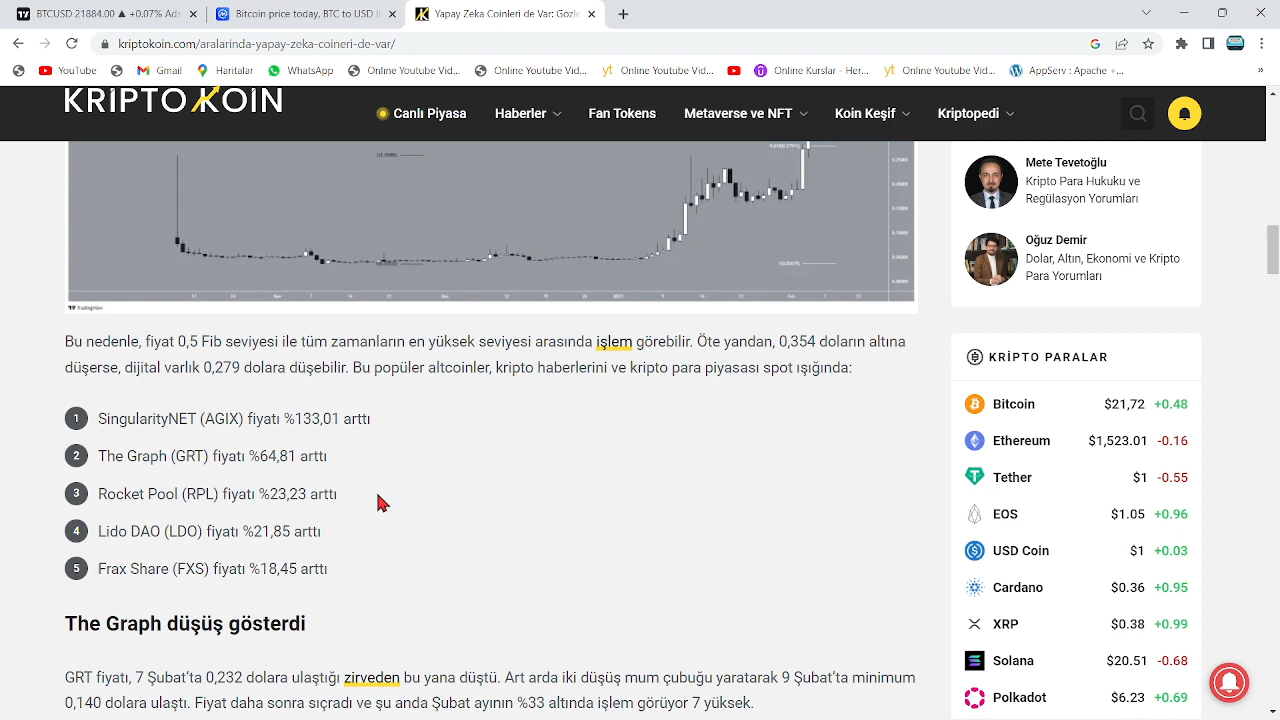 BTCUSD 21884.00 ▲ +0.07% Ads
Bitcoin price today, BTC to USD li
Yapay Zeka Coinleri de Var: Gözle
kriptokoin.com/aralarinda-yapay-zeka-coineri-de-var/
YouTube
Gmail
Haritalar
WhatsApp
Online Youtube Vid...
Online Youtube Vid...
Online Youtube Vid...
Online Kurslar - Her...
Online Youtube Vid...
AppServ : Apache +...
»
KRIPTOKOIN
Canlı Piyasa
Haberler
Fan Tokens
Metaverse ve NFT
Koin Keşif
Kriptopedi
Mete Tevetoğlu
Kripto Para Hukuku ve
Regülasyon Yorumları
Oğuz Demir
Dolar, Altın, Ekonomi ve Kripto
Para Yorumları
TradingView
Bu nedenle, fiyat 0,5 Fib seviyesi ile tüm zamanların en yüksek seviyesi arasında işlem görebilir. Öte yandan, 0,354 doların altına
düşerse, dijital varlık 0,279 dolara düşebilir. Bu popüler altcoinler, kripto haberlerini ve kripto para piyasası spot ışığında:
1 SingularityNET (AGIX) fiyatı %133,01 arttı
2 The Graph (GRT) fiyatı %64,81 arttı
3 Rocket Pool (RPL) fiyatı %23,23 arttı
4 Lido DAO (LDO) fiyatı %21,85 arttı
5 Frax Share (FXS) fiyatı %18,45 arttı
The Graph düşüş gösterdi
GRT fiyatı, 7 Şubat'ta 0,232 dolara ulaştığı zirveden bu yana düştü. Art arda iki düşüş mum çubuğu yaratarak 9 Şubat'ta minimum
0,140 dolara ulaştı. Fiyat daha sonra sıçradı ve şu anda Şubat ayının %33 altında işlem görüyor 7 yüksek.
KRİPTO PARALAR
Bitcoin $21,72 +0.48
Ethereum $1,523.01 -0.16
Tether $1 -0.55
EOS $1.05 +0.96
USD Coin $1 +0.03
Cardano $0.36 +0.95
XRP $0.38 +0.99
Solana $20.51 -0.68
Polkadot $6.23 +0.69